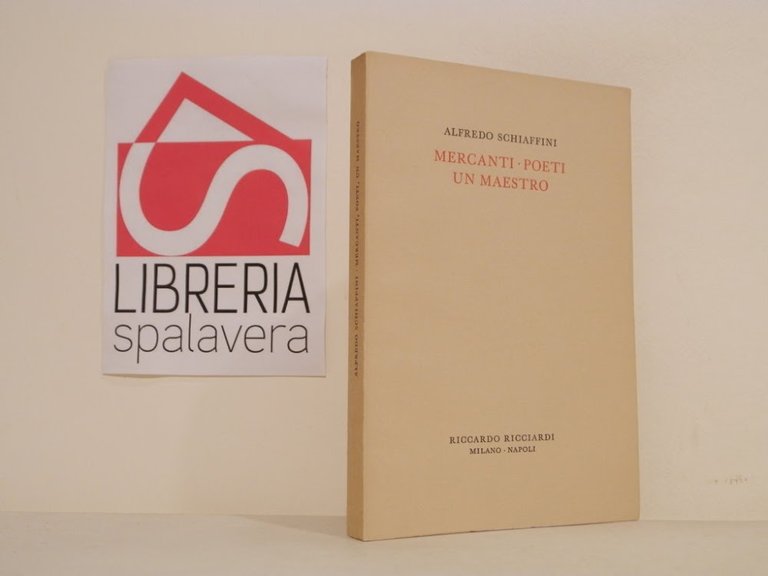 LIBRERIA
spalavera
ALFREDO SCHIAFFINI · MERCANTI, POETI, UN MAESTRO
ALFREDO SCHIAFFINI
MERCANTI · POETI
UN MAESTRO
RICCARDO RICCIARDI
MILANO · NAPOLI